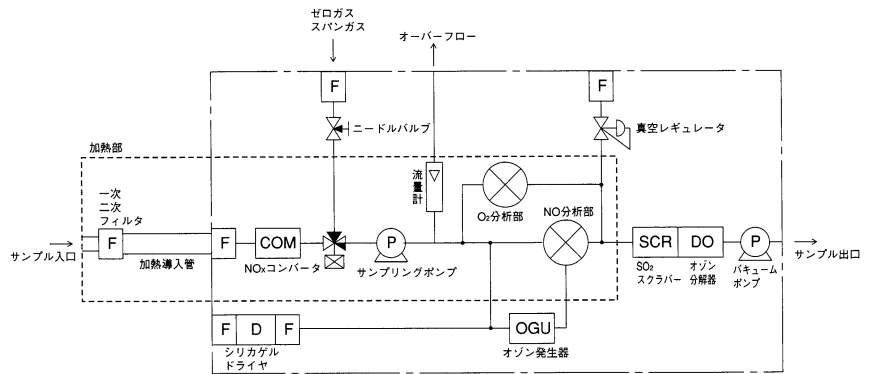 ゼロガス
スパンガス
オーバーフロー
F
F
ニードルバルブ
真空レギュレータ
加熱部
一次
二次
フィルタ
流量計
O₂分析部
NO分析部
サンプル入口
F
加熱導入管
F
COM
NOxコンバータ
P
サンプリングポンプ
SCR
DO
P
サンプル出口
SO₂
スクラバー
オゾン
分解器
バキューム
ポンプ
F
D
F
シリカゲル
ドライヤ
OGU
オゾン発生器